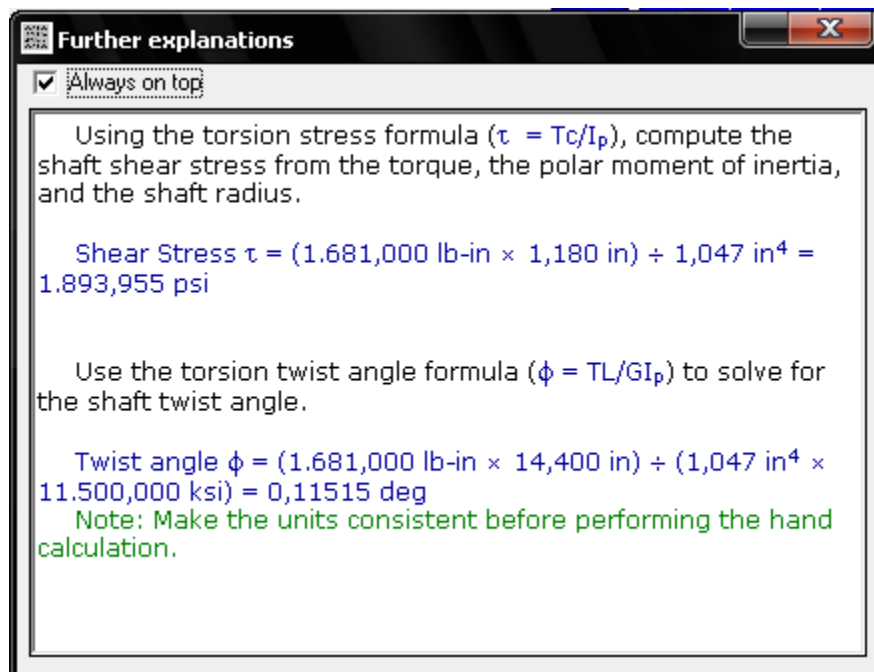 Further explanations
Always on top
Using the torsion stress formula (τ = Tc/Iₚ), compute the
shaft shear stress from the torque, the polar moment of inertia,
and the shaft radius.
Shear Stress τ = (1.681,000 lb-in × 1,180 in) ÷ 1,047 in⁴ =
1.893,955 psi
Use the torsion twist angle formula (ϕ = TL/GIₚ) to solve for
the shaft twist angle.
Twist angle ϕ = (1.681,000 lb-in × 14,400 in) ÷ (1,047 in⁴ ×
11.500,000 ksi) = 0,11515 deg
Note: Make the units consistent before performing the hand
calculation.